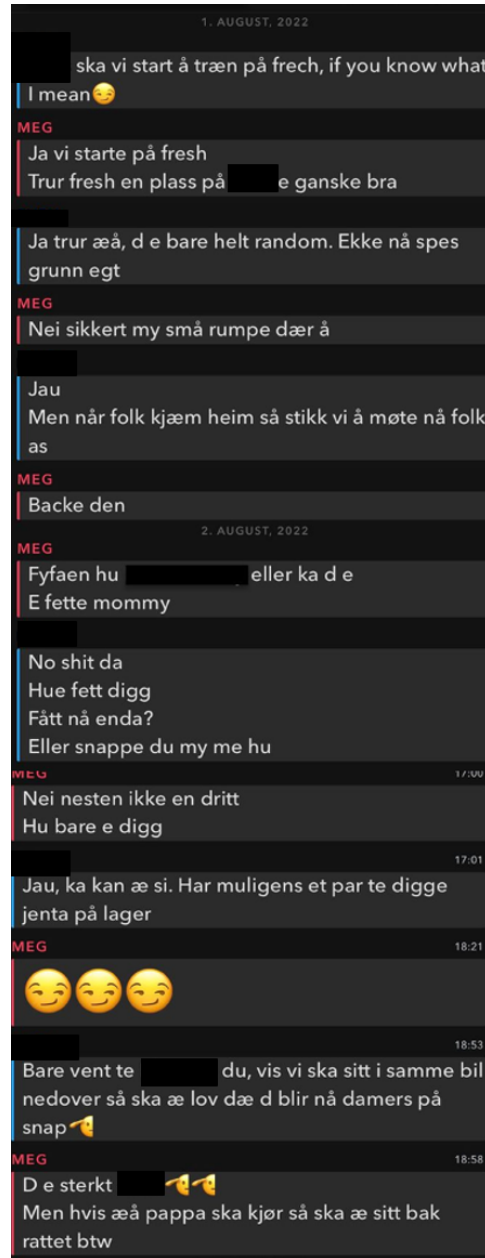 1. AUGUST, 2022
ska vi start å træn på frech, if you know what
I mean😏
MEG
Ja vi starte på fresh
Trur fresh en plass på e ganske bra
Ja trur æå, d e bare helt random. Ekke nå spes
grunn egt
MEG
Nei sikkert my små rumpe dær å
Jau
Men når folk kjæm heim så stikk vi å møte nå folk
as
MEG
Backe den
2. AUGUST, 2022
MEG
Fyfaen hu eller ka d e
E fette mommy
No shit da
Hue fett digg
Fått nå enda?
Eller snappe du my me hu
MEG 17:00
Nei nesten ikke en dritt
Hu bare e digg
17:01
Jau, ka kan æ si. Har muligens et par te digge
jenta på lager
MEG 18:21
😏😏😏
18:53
Bare vent te du, vis vi ska sitt i samme bil
nedover så ska æ lov dæ d blir nå damers på
snap🫡
MEG 18:58
D e sterkt 🫡🫡
Men hvis æå pappa ska kjør så ska æ sitt bak
rattet btw